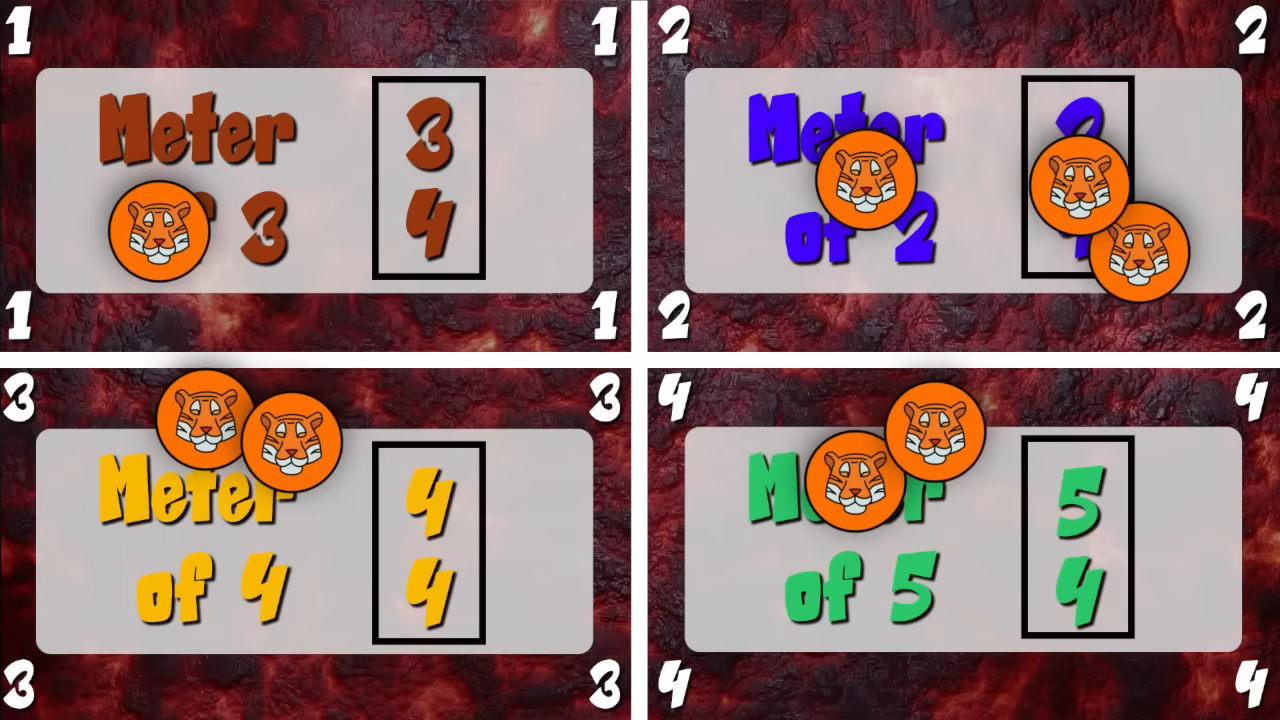 1 1
Meter 3
3 4
1 1
2 2
Meter
of 2
2 2
3 3
Meter 4
of 4 4
3 3
4 4
5
of 5 4
4 4